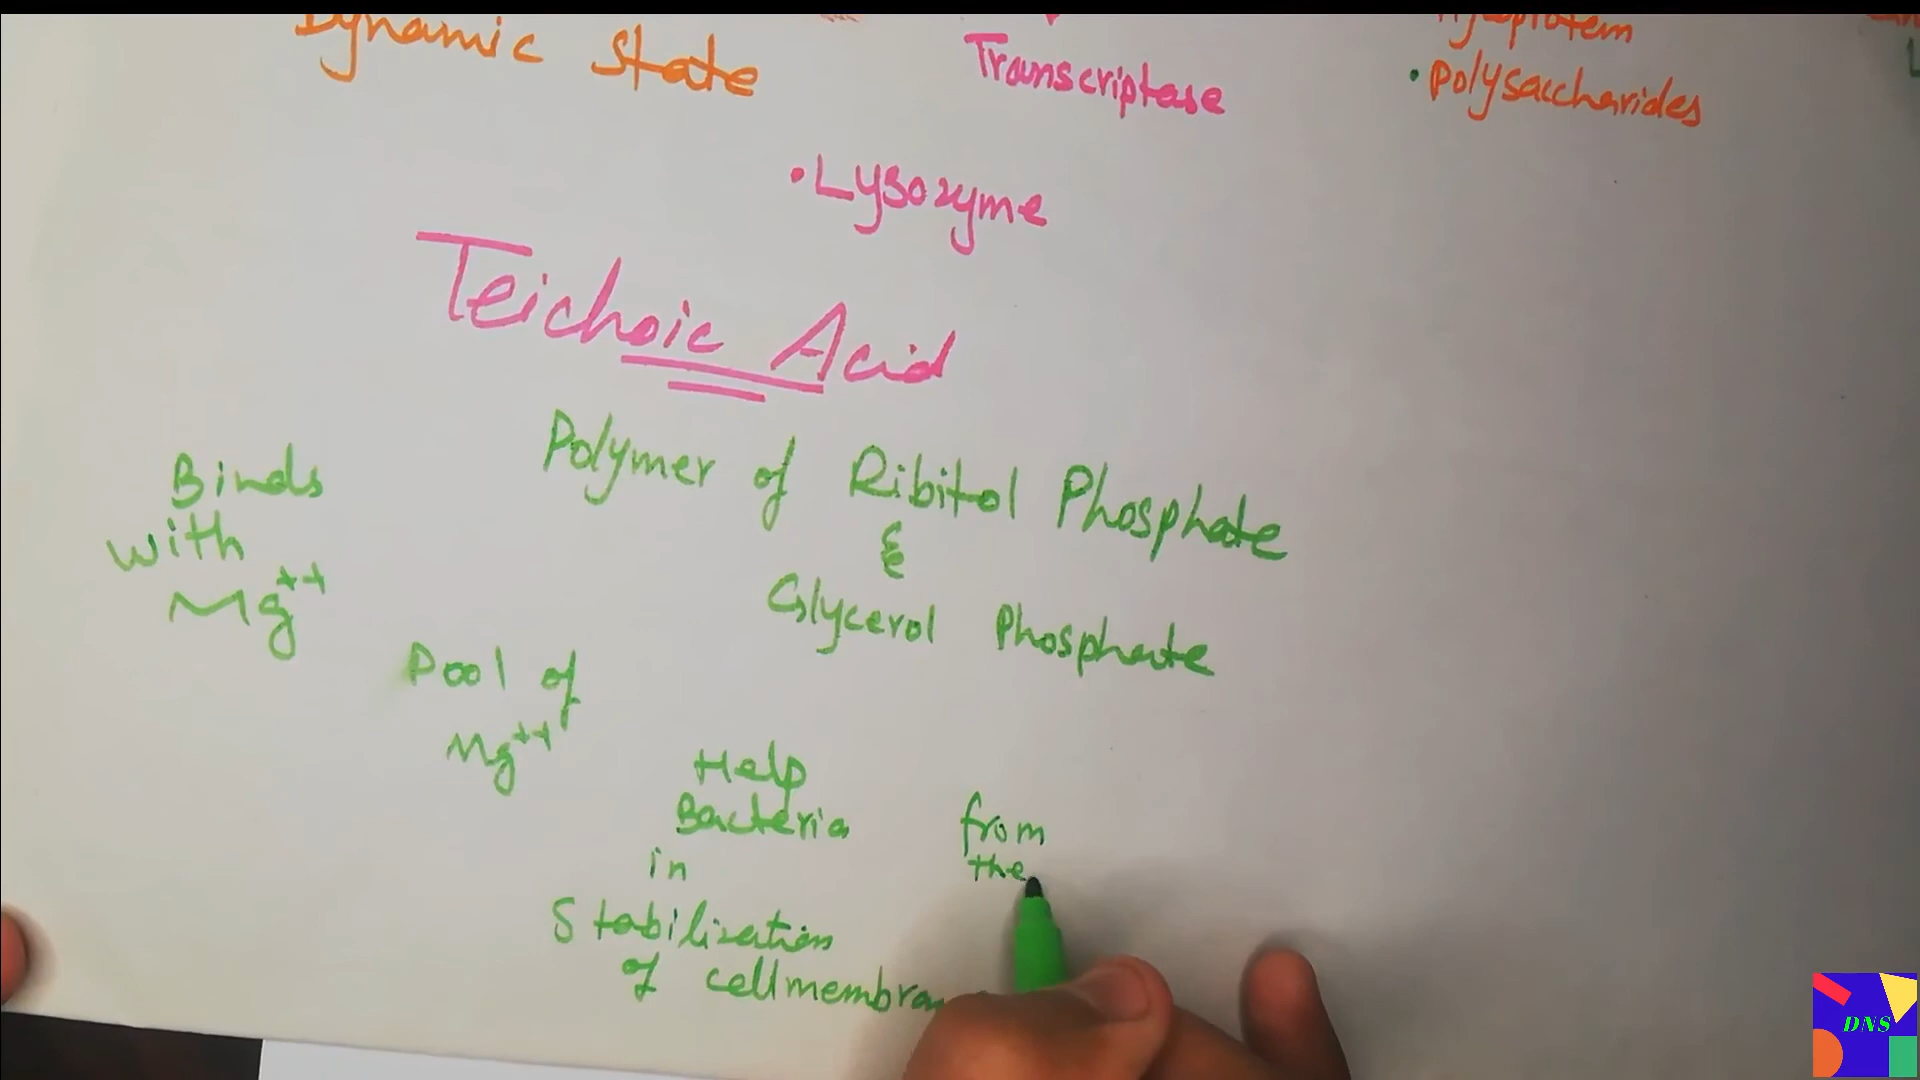 Dynamic State
Transcriptase
• Polysaccharides
• Lysozyme
Teichoic Acid
Polymer of Ribitol Phosphate
&
Glycerol Phosphate
Binds
with
Mg++
Pool of
Mg++
Help
Bacteria
in
Stabilization
of cellmembran
from
the
DNS